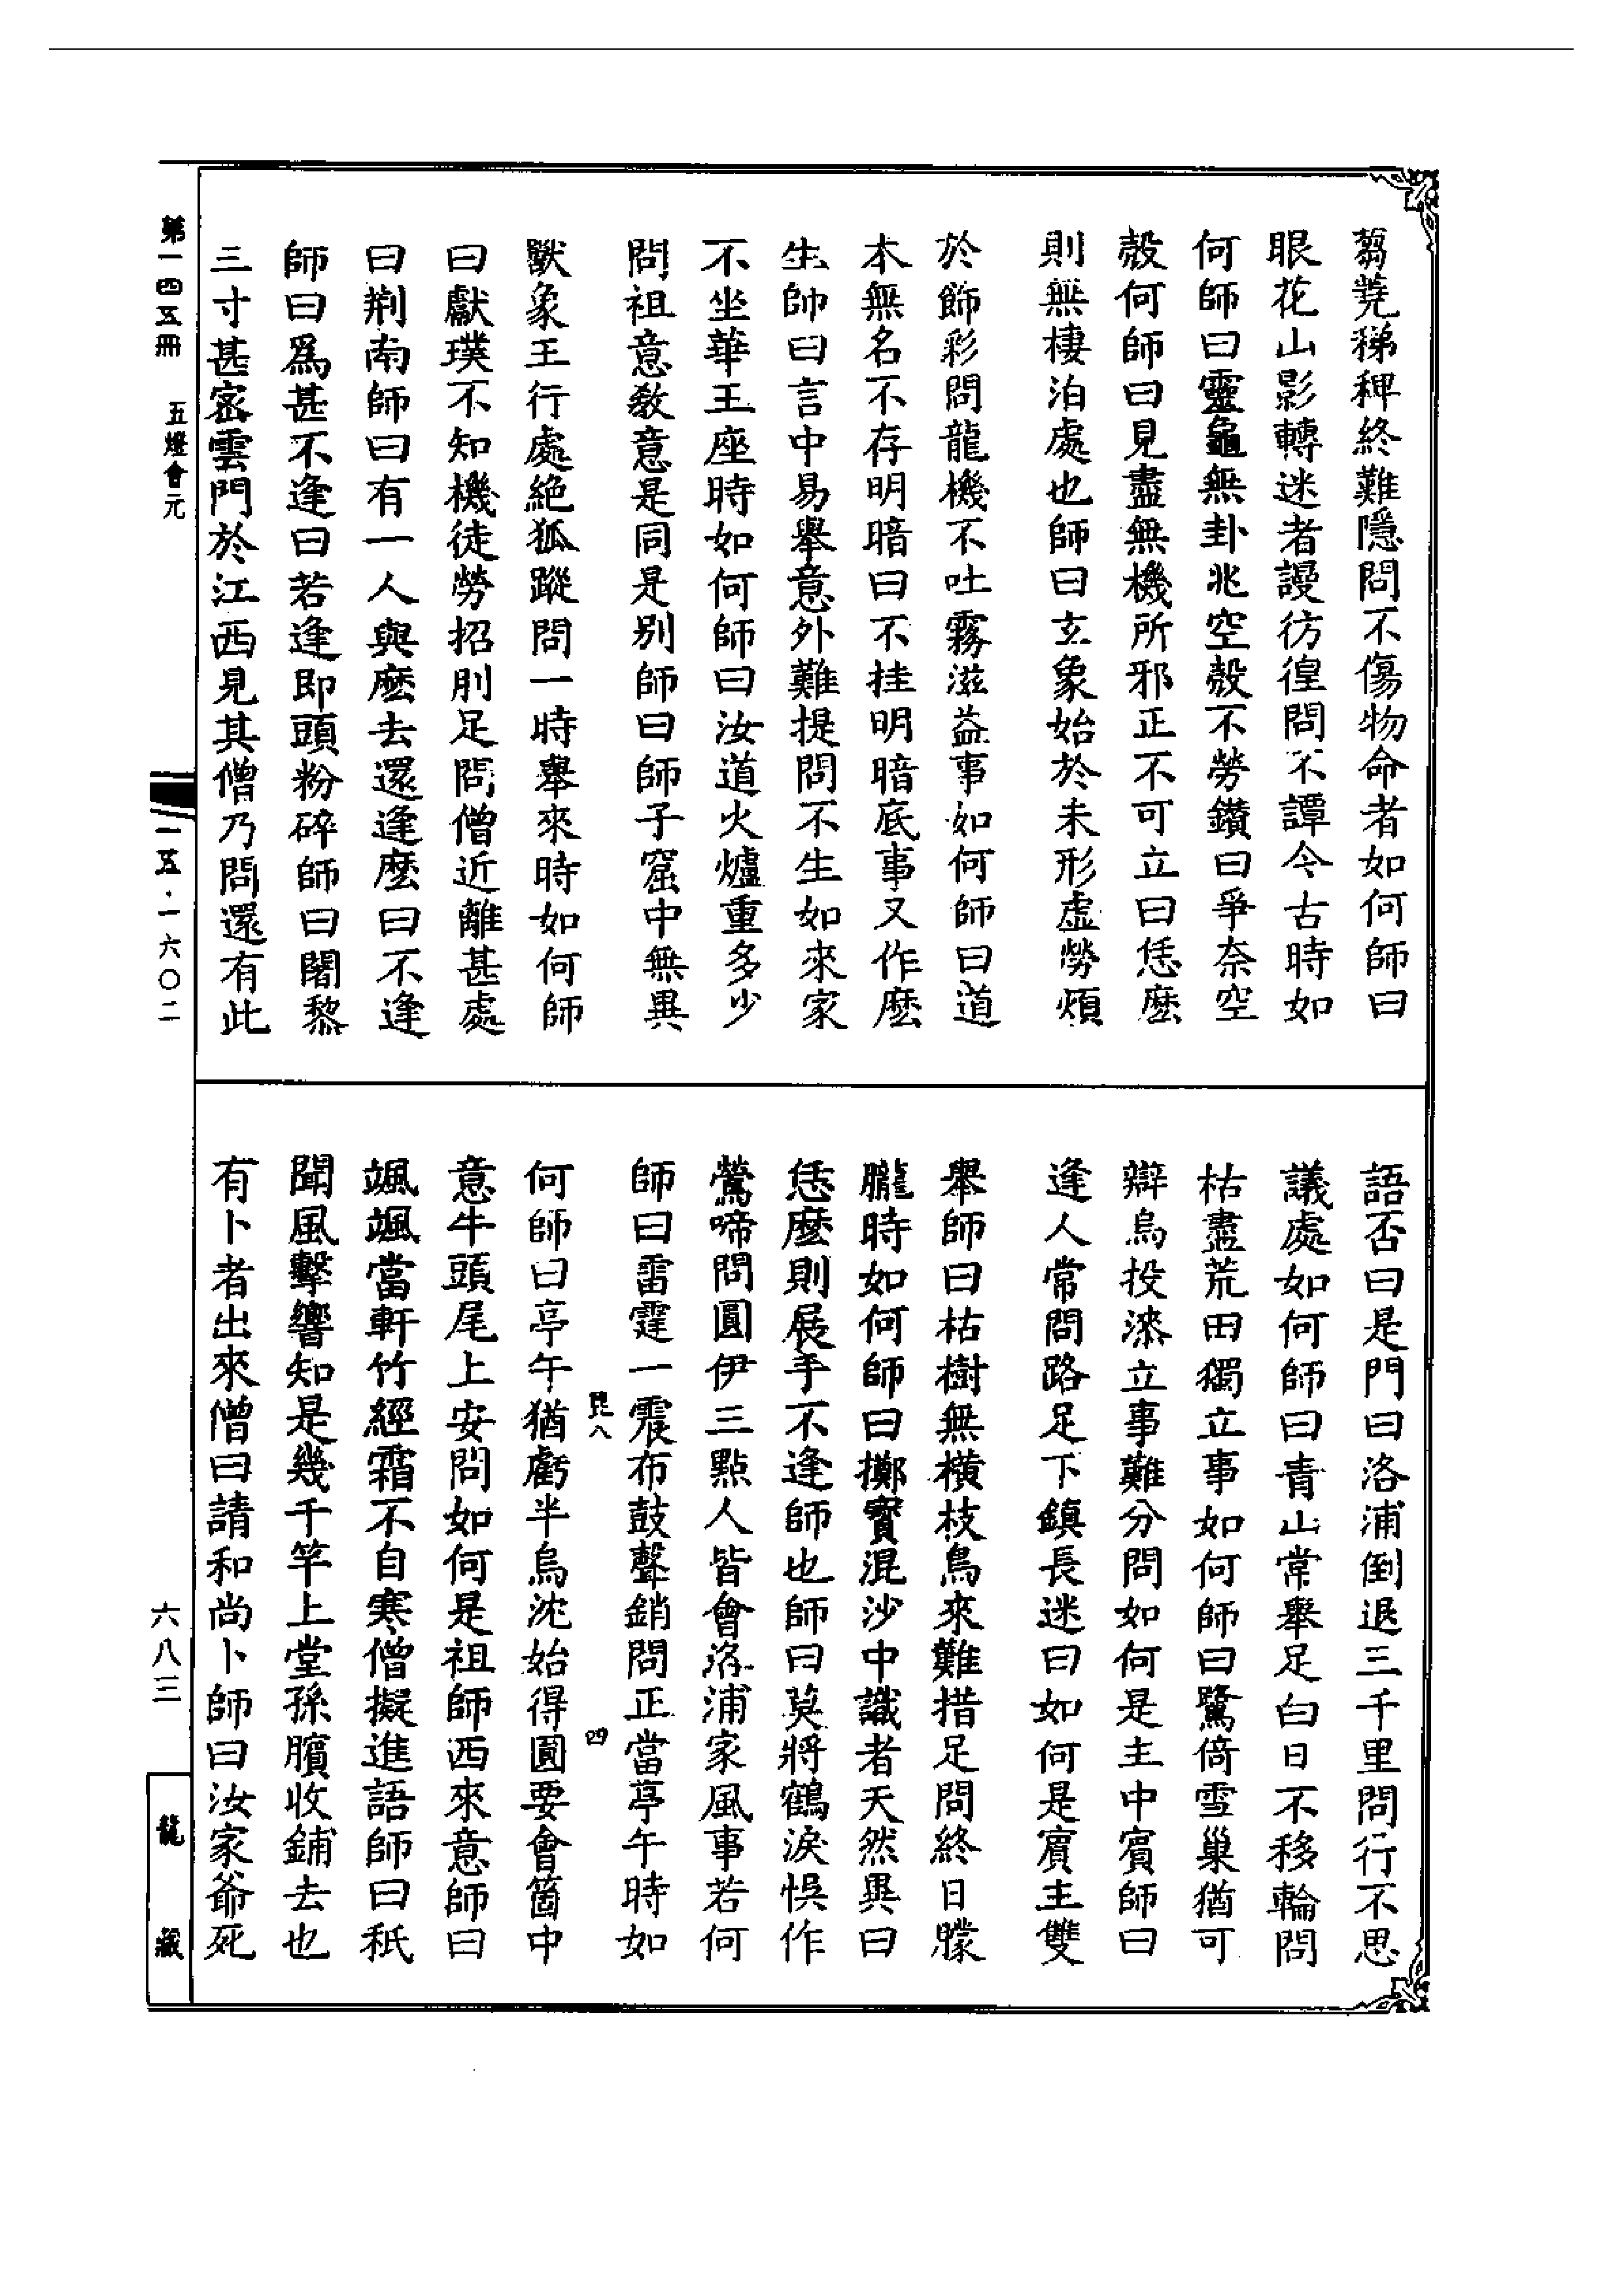 蒭蕘稊稗終難隱問不傷物命者如何師曰
眼花山影轉迷者謾彷徨問不譚今古時如
何師曰靈龜無卦兆空殼不勞鑽曰爭奈空
殼何師曰見盡無機所邪正不可立曰恁麽
則無棲泊處也師曰玄象始於未形虛勞煩
於飾彩問龍機不吐霧滋益事如何師曰道
本無名不存明暗曰不挂明暗底事又作麽
生師曰言中易舉意外難提問不生如來家
不坐華王座時如何師曰汝道火爐重多少
問祖意教意是同是別師曰師子窟中無異
獸象王行處絶狐蹤問一時舉來時如何師
曰獻璞不知機徒勞招刖足問僧近離甚處
曰荆南師曰有一人與麽去還逢麽曰不逢
師曰爲甚不逢曰若逢即頭粉碎師曰闍黎
三寸甚密雲門於江西見其僧乃問還有此
語否曰是門曰洛浦倒退三千里問行不思
議處如何師曰青山常舉足白日不移輪問
枯盡荒田獨立事如何師曰鷺倚雪巢猶可
辯烏投漆立事難分問如何是主中賓師曰
逢人常問路足下鎮長迷曰如何是賓主雙
舉師曰枯樹無橫枝鳥來難措足問終日朦
朧時如何師曰擲寳混沙中識者天然異曰
恁麽則展手不逢師也師曰莫將鶴淚悞作
鶯啼問圓伊三點人皆會洛浦家風事若何
師曰雷霆一震布鼓聲銷問正當亭午時如
毘八 四
何師曰亭午猶虧半烏沈始得圓要會箇中
意牛頭尾上安問如何是祖師西來意師曰
颯颯當軒竹經霜不自寒僧擬進語師曰秖
聞風擊響知是幾千竿上堂孫臏收鋪去也
有卜者出來僧曰請和尚卜師曰汝家爺死
第一四五冊 五燈會元
一五·一六〇二
六八三
龍藏